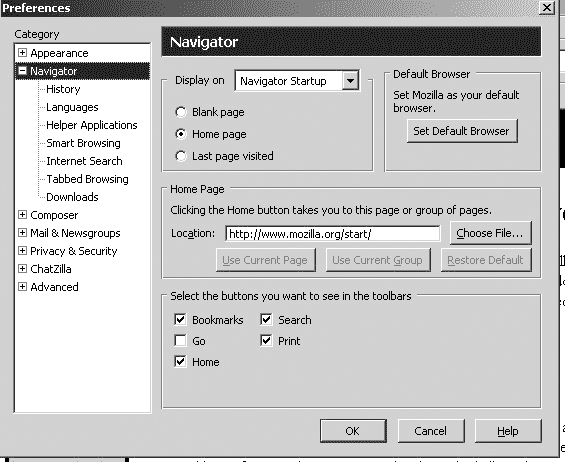 Preferences
Category
Appearance
Navigator
History
Languages
Helper Applications
Smart Browsing
Internet Search
Tabbed Browsing
Downloads
Composer
Mail & Newsgroups
Privacy & Security
ChatZilla
Advanced
Navigator
Display on Navigator Startup
Blank page
Home page
Last page visited
Default Browser
Set Mozilla as your default
browser.
Set Default Browser
Home Page
Clicking the Home button takes you to this page or group of pages.
Location: http://www.mozilla.org/start/ Choose File...
Use Current Page Use Current Group Restore Default
Select the buttons you want to see in the toolbars
Bookmarks Search
Go Print
Home
OK Cancel Help